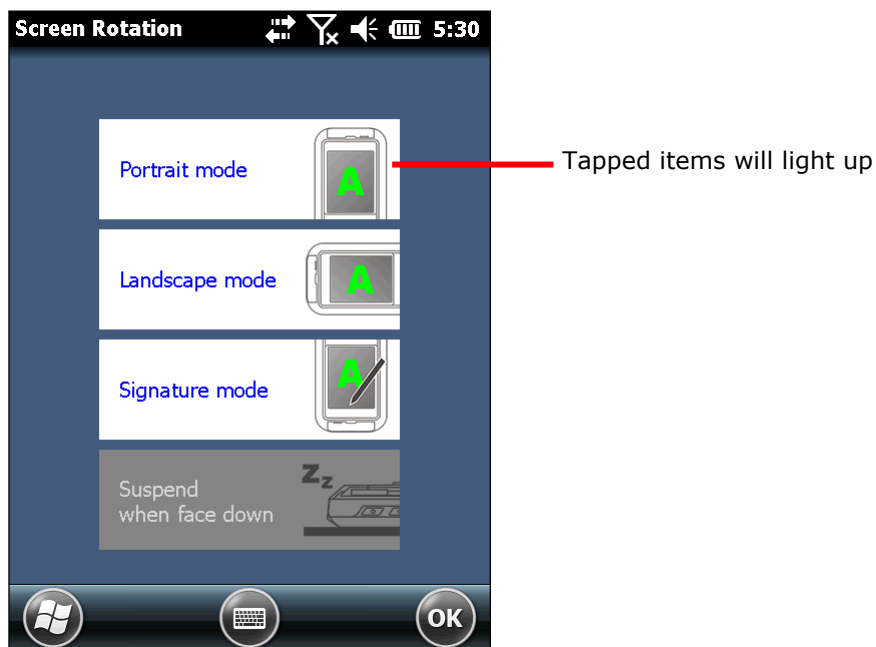 Screen Rotation 5:30
Portrait mode
A
Tapped items will light up
Landscape mode
A
Signature mode
A
Suspend
when face down
Zz
OK